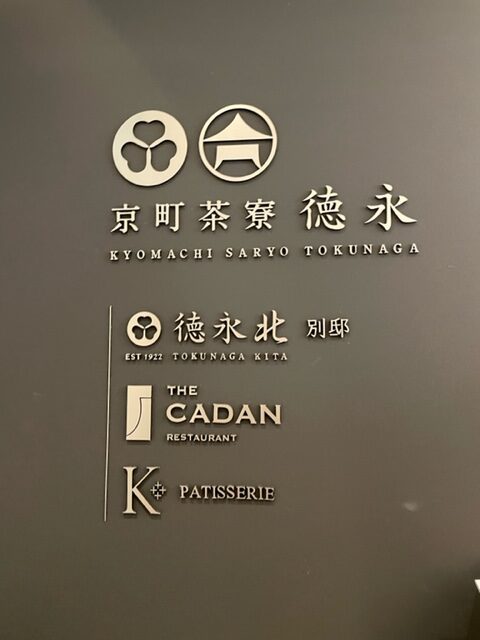 京町茶寮 徳永
KYOMACHI SARYO TOKUNAGA
徳永北 別邸
EST 1922 TOKUNAGA KITA
THE
CADAN
RESTAURANT
K PATISSERIE